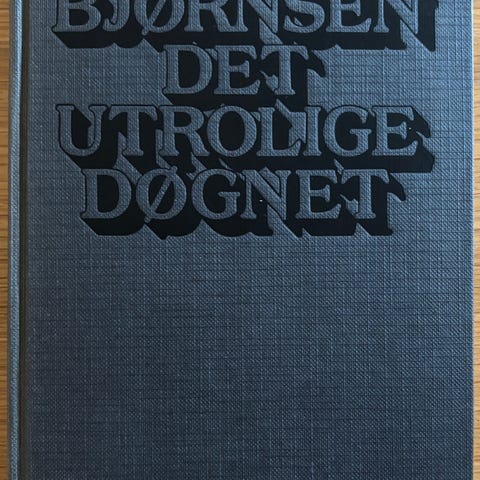 BJØRNSEN
DET
UTROLIGE
DØGNET